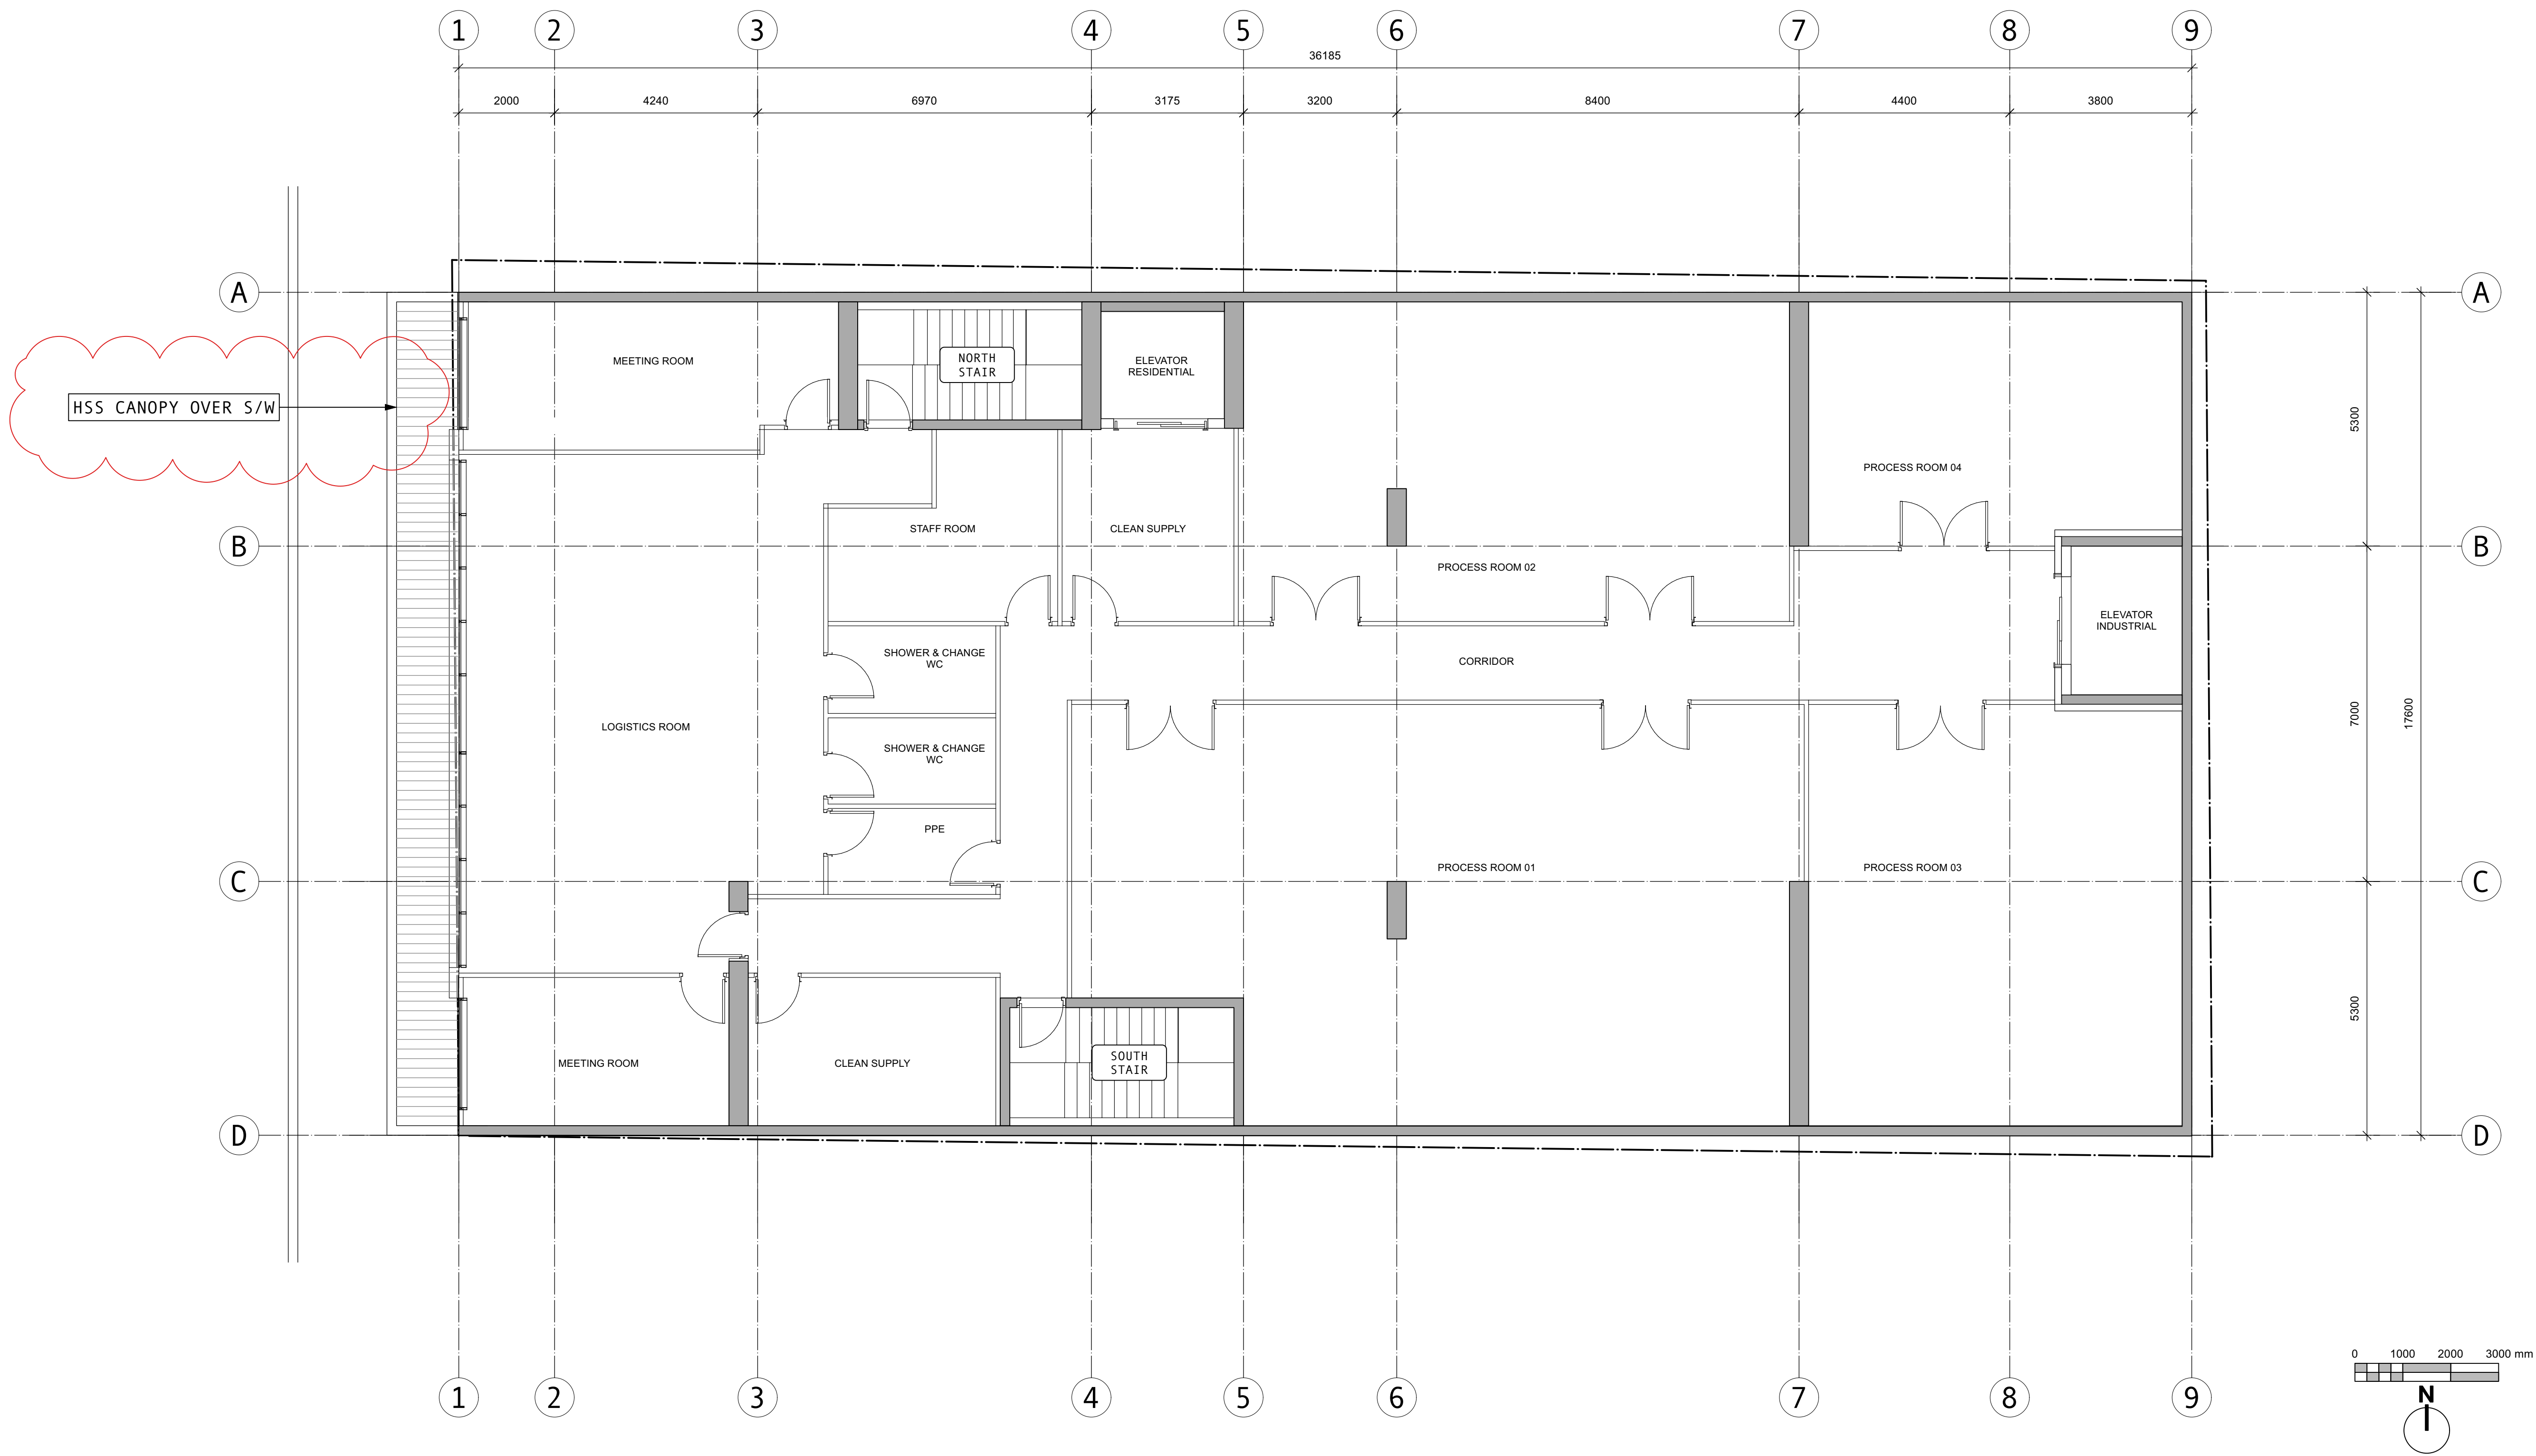 1 2 3 4 5 6 7 8 9
36185
2000 4240 6970 3175 3200 8400 4400 3800
A A
MEETING ROOM
NORTH
STAIR
ELEVATOR
RESIDENTIAL
HSS CANOPY OVER S/W
5300
PROCESS ROOM 04
STAFF ROOM
CLEAN SUPPLY
B B
PROCESS ROOM 02
ELEVATOR
INDUSTRIAL
SHOWER & CHANGE
WC
CORRIDOR
LOGISTICS ROOM
7000
17600
SHOWER & CHANGE
WC
PPE
PROCESS ROOM 01
PROCESS ROOM 03
C C
5300
MEETING ROOM
CLEAN SUPPLY
SOUTH
STAIR
D D
0 1000 2000 3000 mm
N
1 2 3 4 5 6 7 8 9